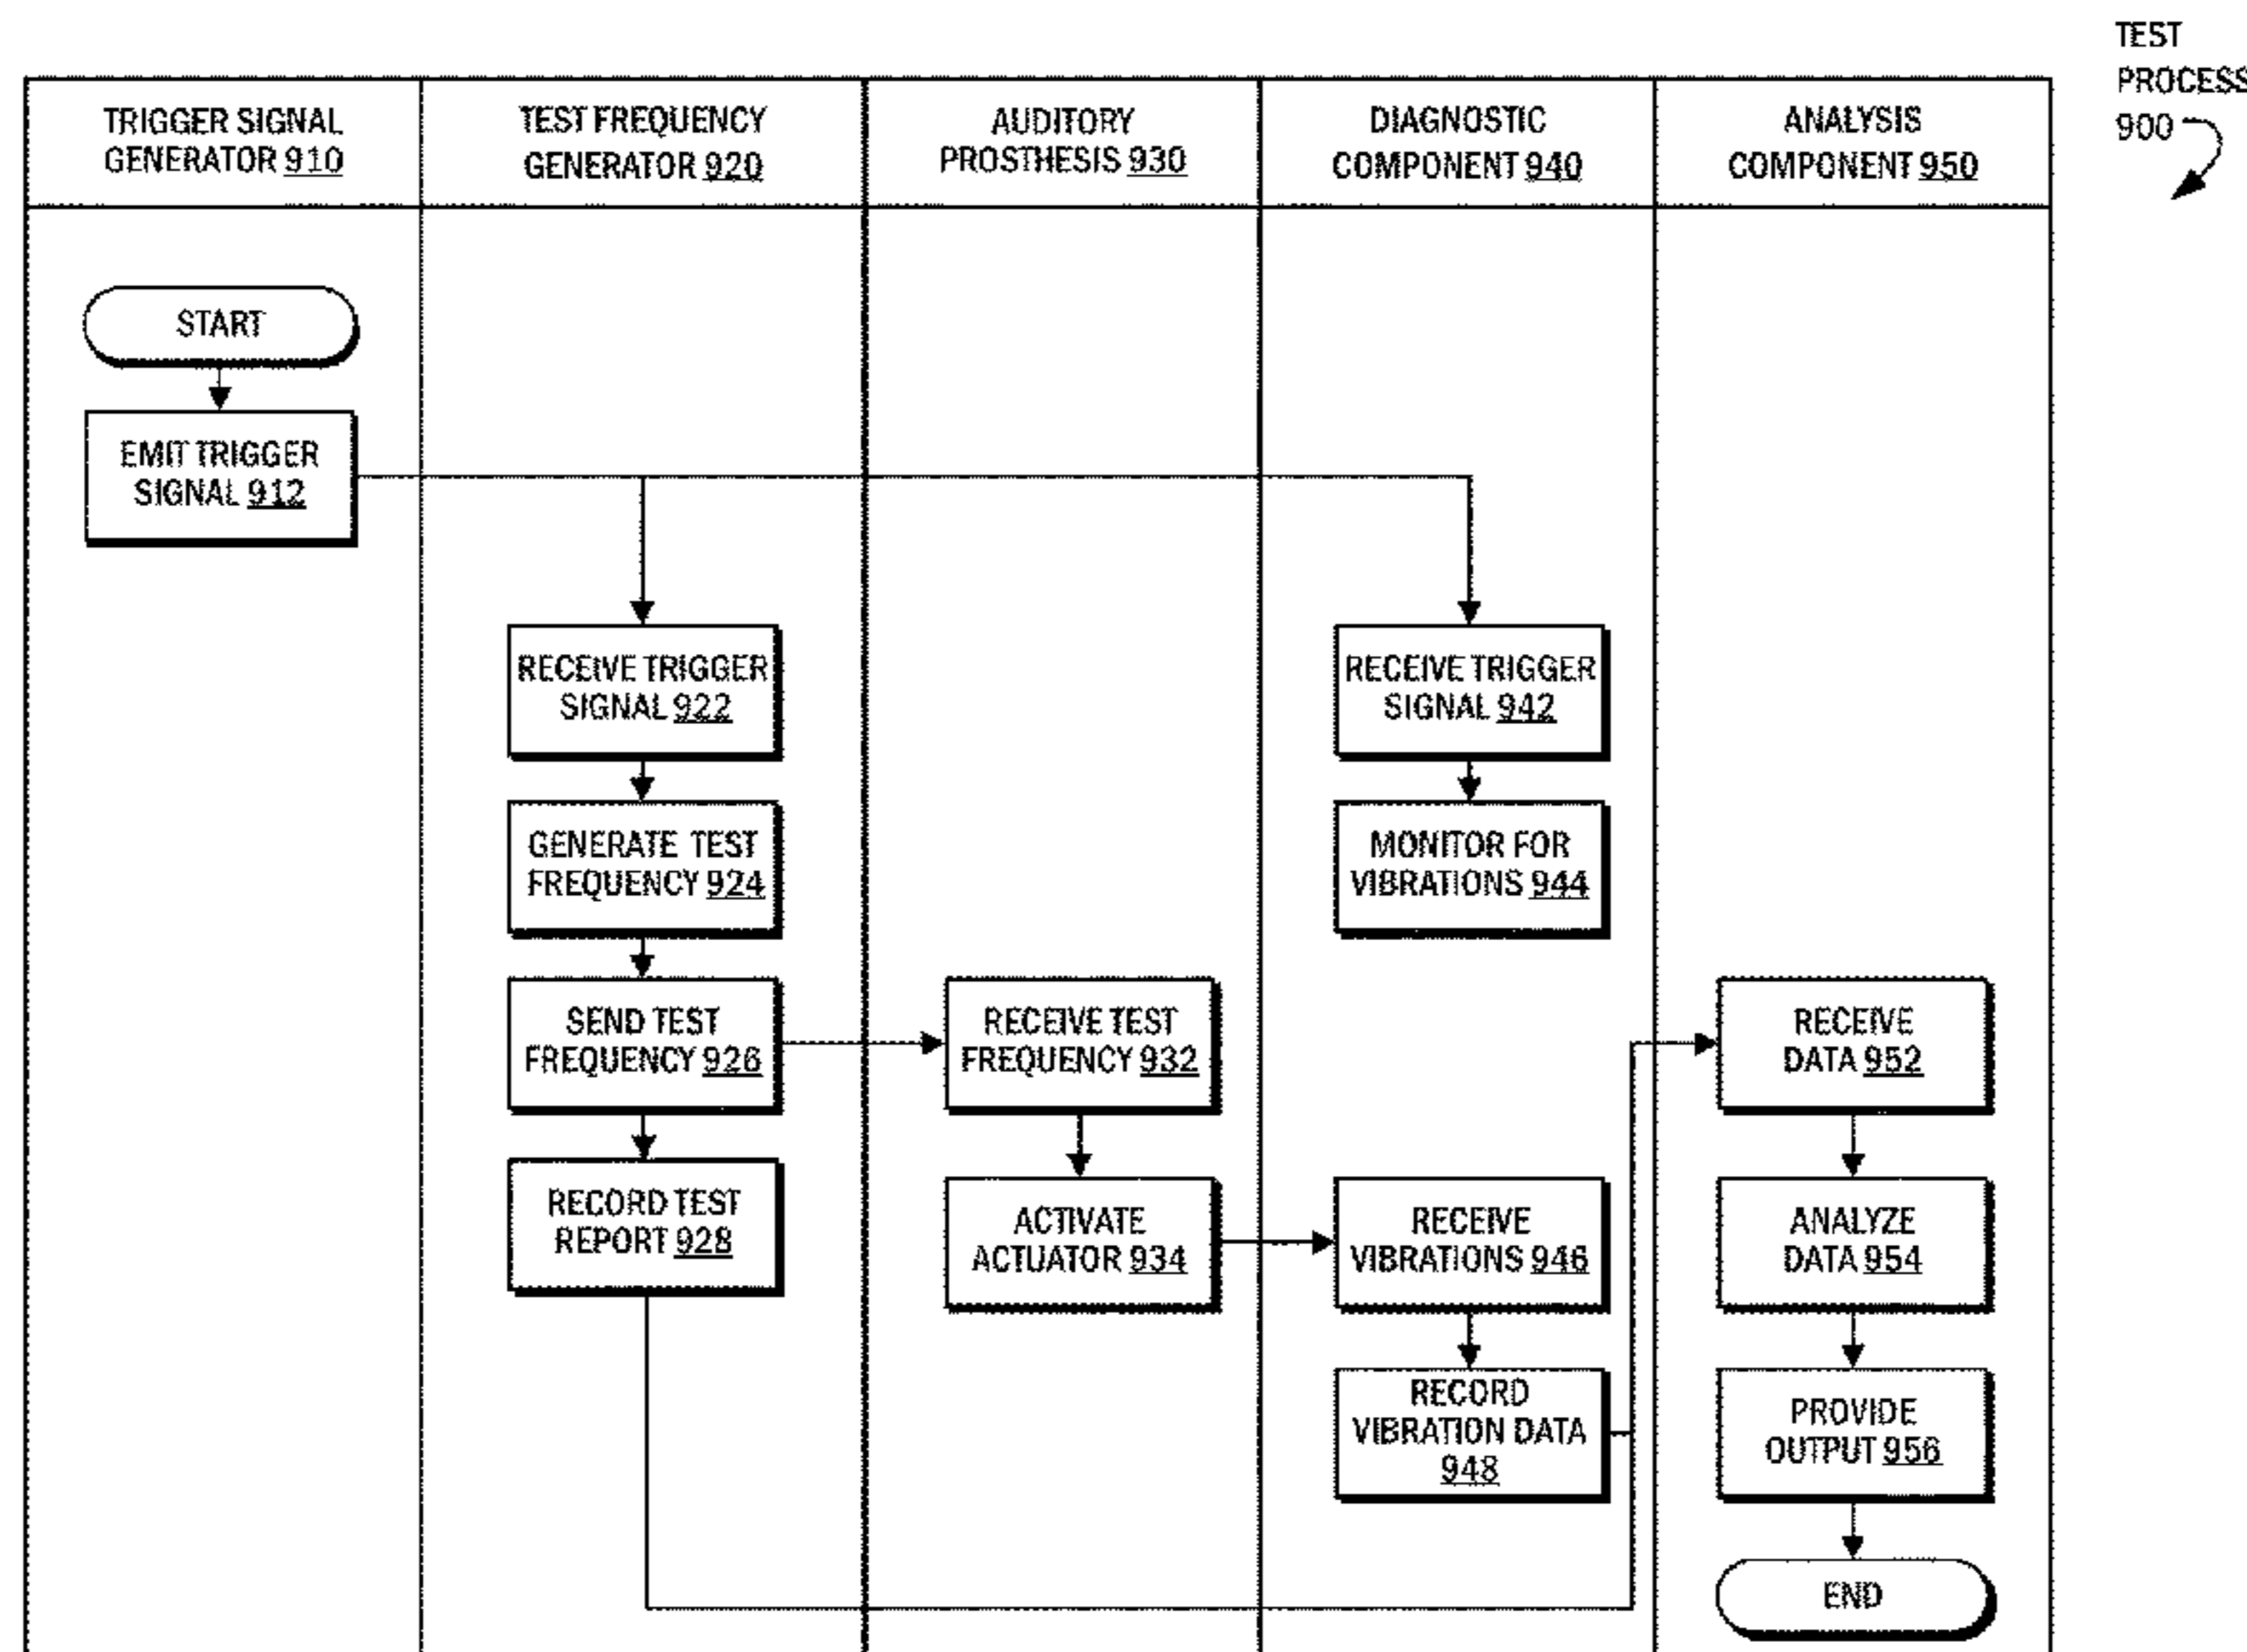 TEST
PROCESS
900
TRIGGER SIGNAL
GENERATOR 910
TEST FREQUENCY
GENERATOR 920
AUDITORY
PROSTHESIS 930
DIAGNOSTIC
COMPONENT 940
ANALYSIS
COMPONENT 950
START
EMIT TRIGGER
SIGNAL 912
RECEIVE TRIGGER
SIGNAL 922
RECEIVE TRIGGER
SIGNAL 942
GENERATE TEST
FREQUENCY 924
MONITOR FOR
VIBRATIONS 944
SEND TEST
FREQUENCY 926
RECEIVE TEST
FREQUENCY 932
RECEIVE
DATA 952
RECORD TEST
REPORT 928
ACTIVATE
ACTUATOR 934
RECEIVE
VIBRATIONS 946
ANALYZE
DATA 954
RECORD
VIBRATION DATA
948
PROVIDE
OUTPUT 956
END